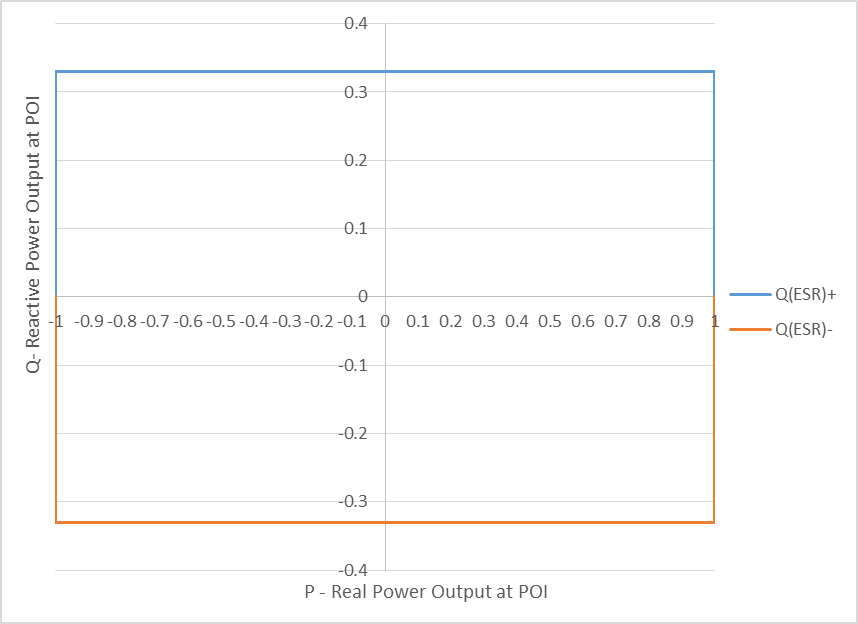 0.4
0.3
0.2
0.1
0
-1 -0.9 -0.8 -0.7 -0.6 -0.5 -0.4 -0.3 -0.2 -0.1 0 0.1 0.2 0.3 0.4 0.5 0.6 0.7 0.8 0.9 1
-0.1
-0.2
-0.3
-0.4
Q- Reactive Power Output at POI
P - Real Power Output at POI
Q(ESR)+
Q(ESR)-